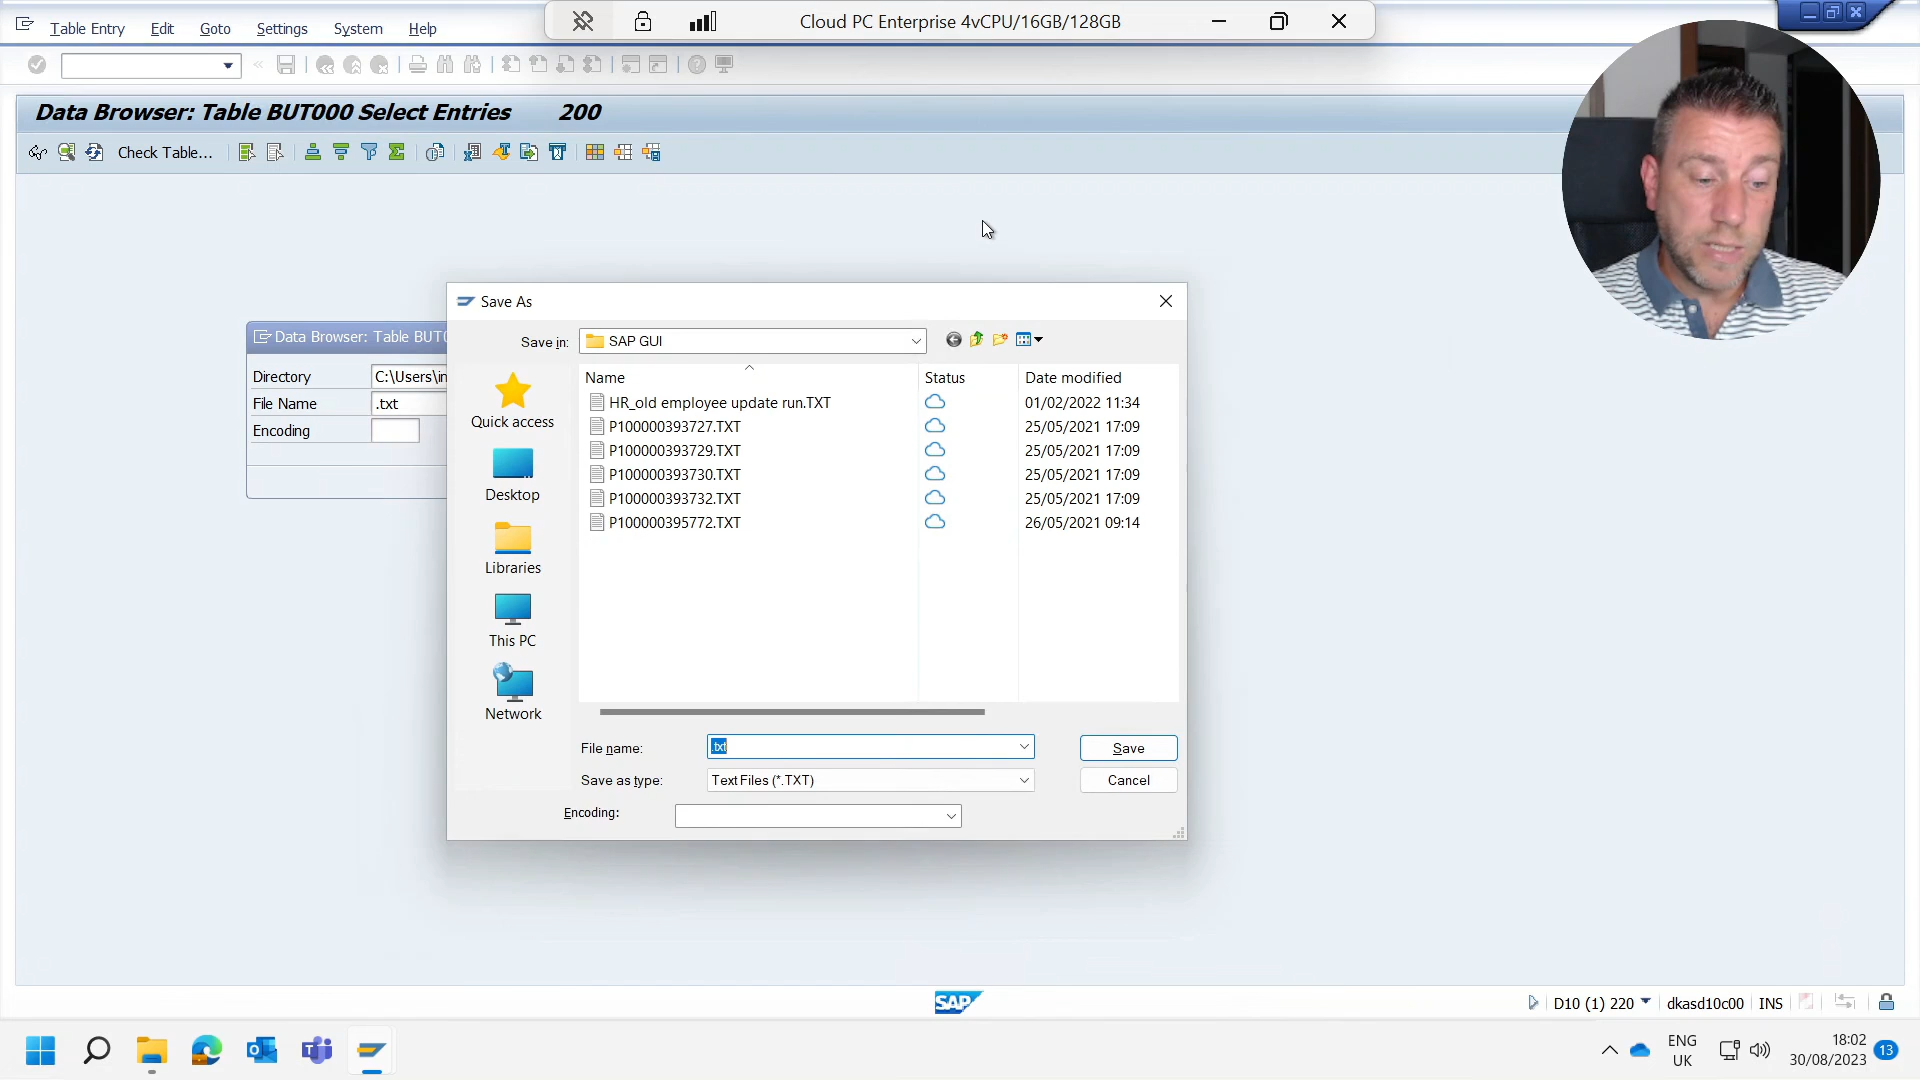 Cloud PC Enterprise 4vCPU/16GB/128GB
Table Entry Edit Goto Settings System Help
Data Browser: Table BUT000 Select Entries 200
Check Table...
Save As
Data Browser: Table BUT0
Save in: SAP GUI
Directory C:\Users\in
File Name .txt
Encoding
Quick access
Desktop
Libraries
This PC
Network
Name Status Date modified
HR_old employee update run.TXT 01/02/2022 11:34
P100000393727.TXT 25/05/2021 17:09
P100000393729.TXT 25/05/2021 17:09
P100000393730.TXT 25/05/2021 17:09
P100000393732.TXT 25/05/2021 17:09
P100000395772.TXT 26/05/2021 09:14
File name: .txt Save
Save as type: Text Files (*.TXT) Cancel
Encoding:
SAP
D10 (1) 220 dkasd10c00 INS
ENG
UK
18:02
30/08/2023
13